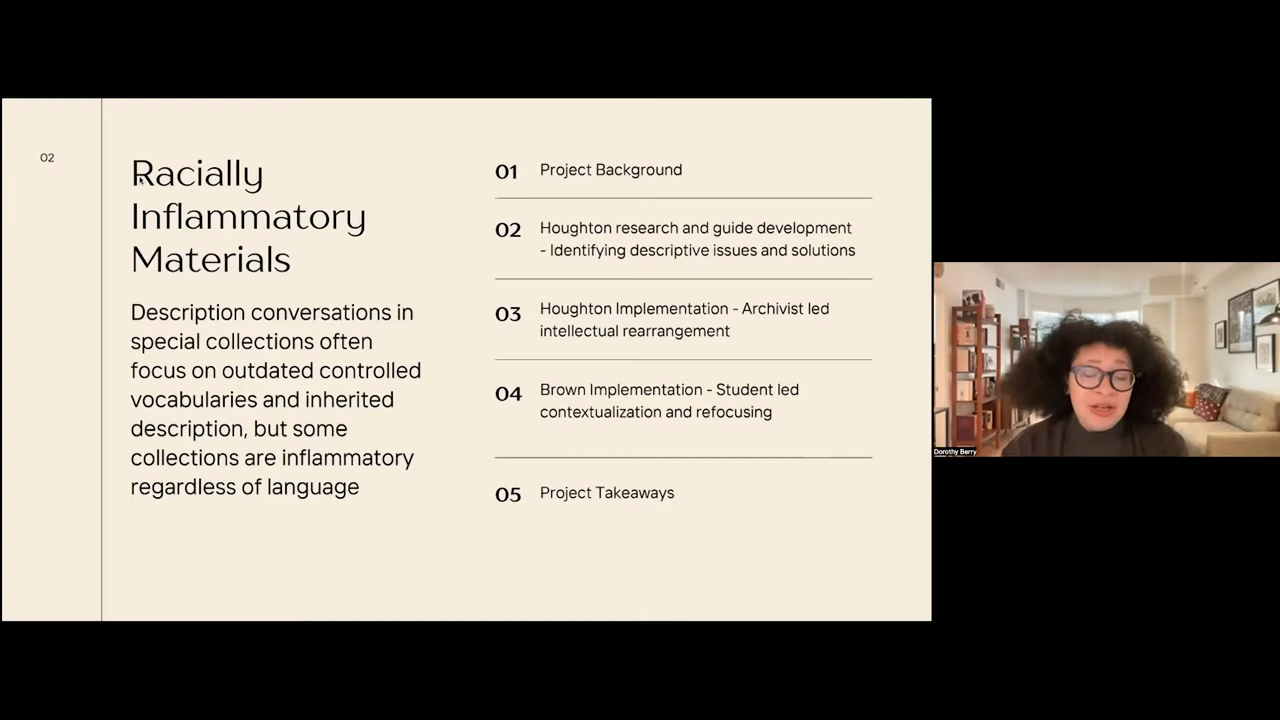 02
Racially
Inflammatory
Materials
Description conversations in
special collections often
focus on outdated controlled
vocabularies and inherited
description, but some
collections are inflammatory
regardless of language
01 Project Background
02 Houghton research and guide development
- Identifying descriptive issues and solutions
03 Houghton Implementation - Archivist led
intellectual rearrangement
04 Brown Implementation - Student led
contextualization and refocusing
05 Project Takeaways
Dorothy Berry